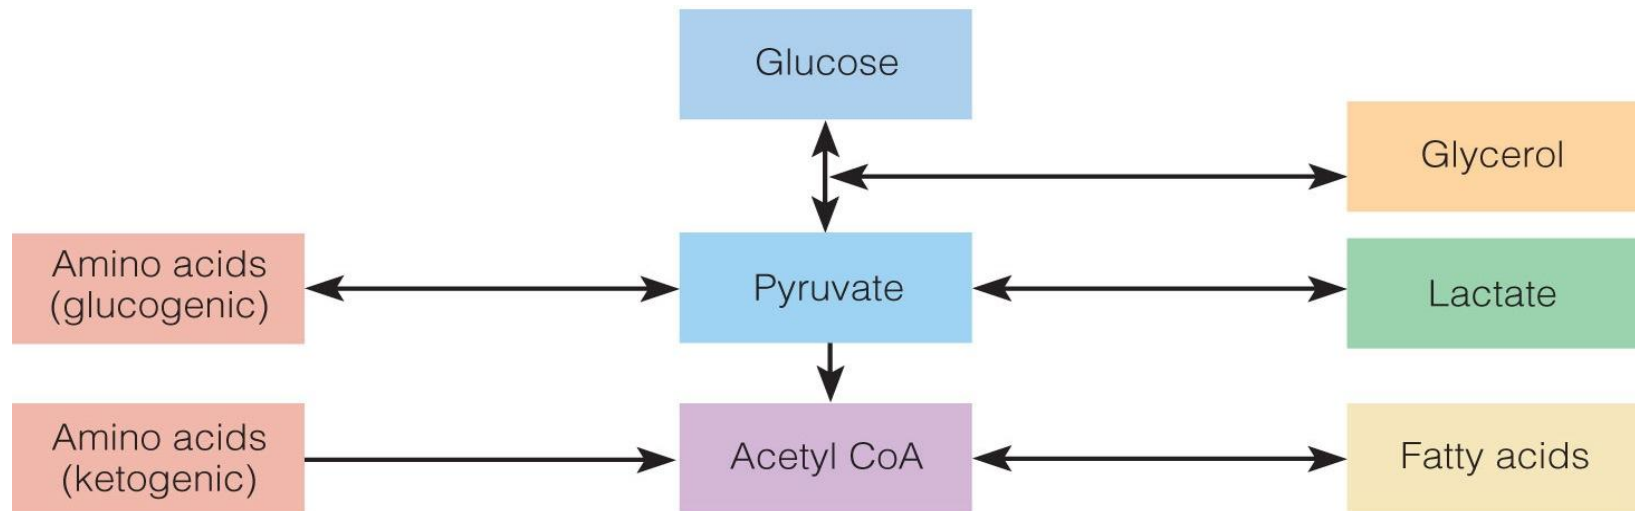 Glucose
Glycerol
Amino acids
(glucogenic)
Pyruvate
Lactate
Amino acids
(ketogenic)
Acetyl CoA
Fatty acids